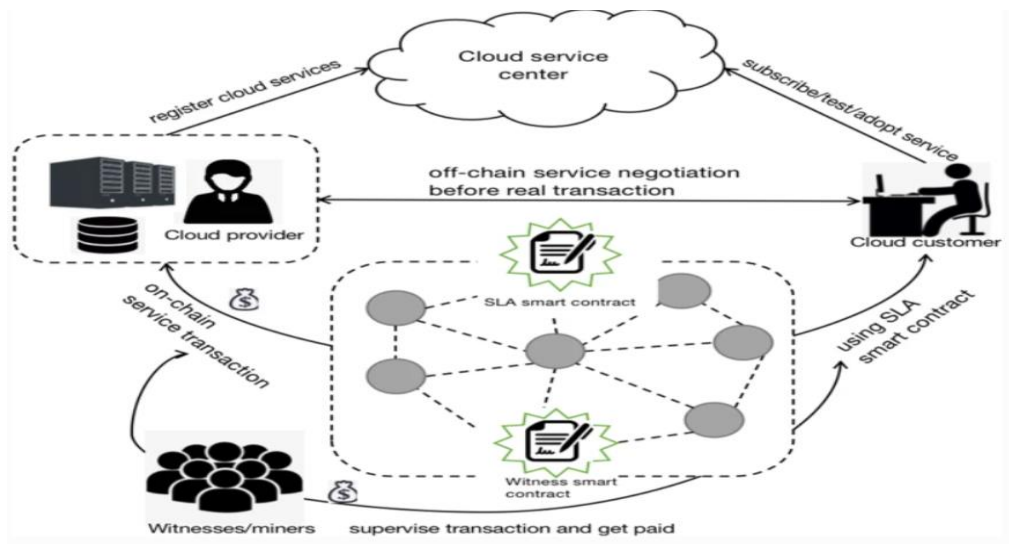 Cloud service
center
register cloud services
subscribe/test/adopt service
off-chain service negotiation
before real transaction
Cloud provider
Cloud customer
SLA smart contract
on-chain
service transaction
using SLA
smart contract
Witness smart
contract
Witnesses/miners
supervise transaction and get paid